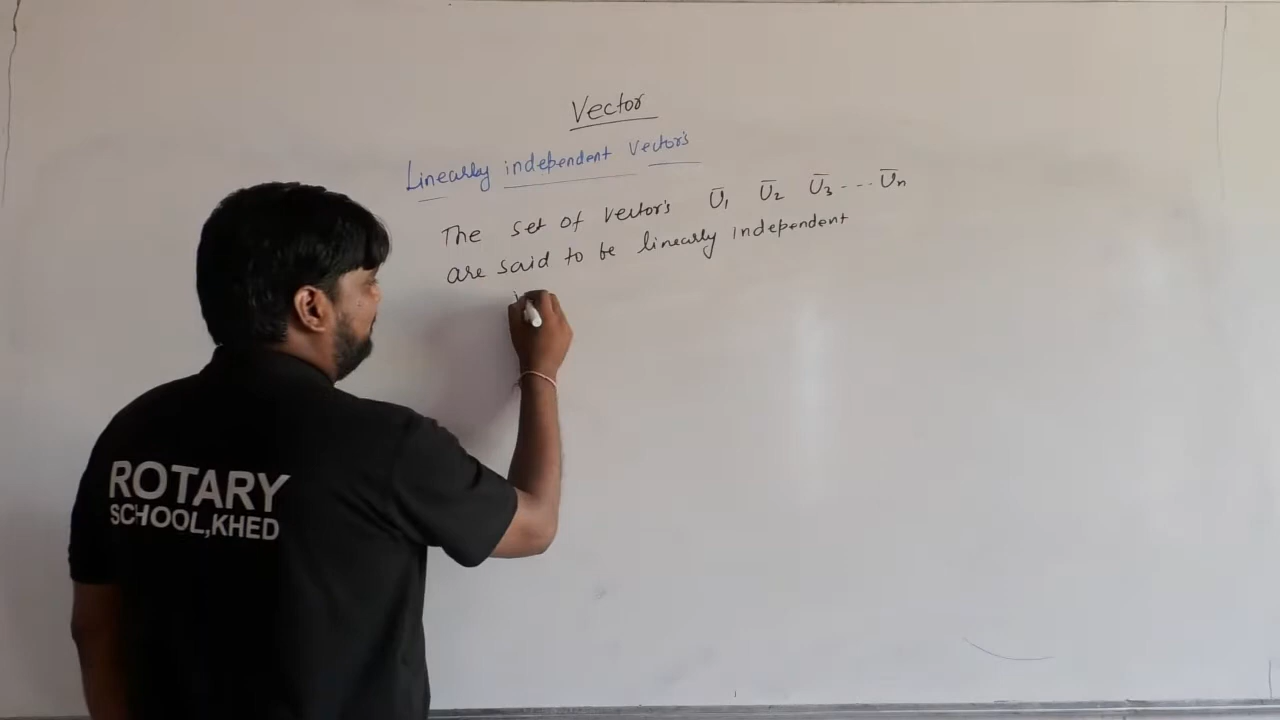 Vector
Linearly independent Vector's
The set of Vector's Ū₁ Ū₂ Ū₃ --- Ūₙ
are said to be linearly independent
ROTARY
SCHOOL,KHED